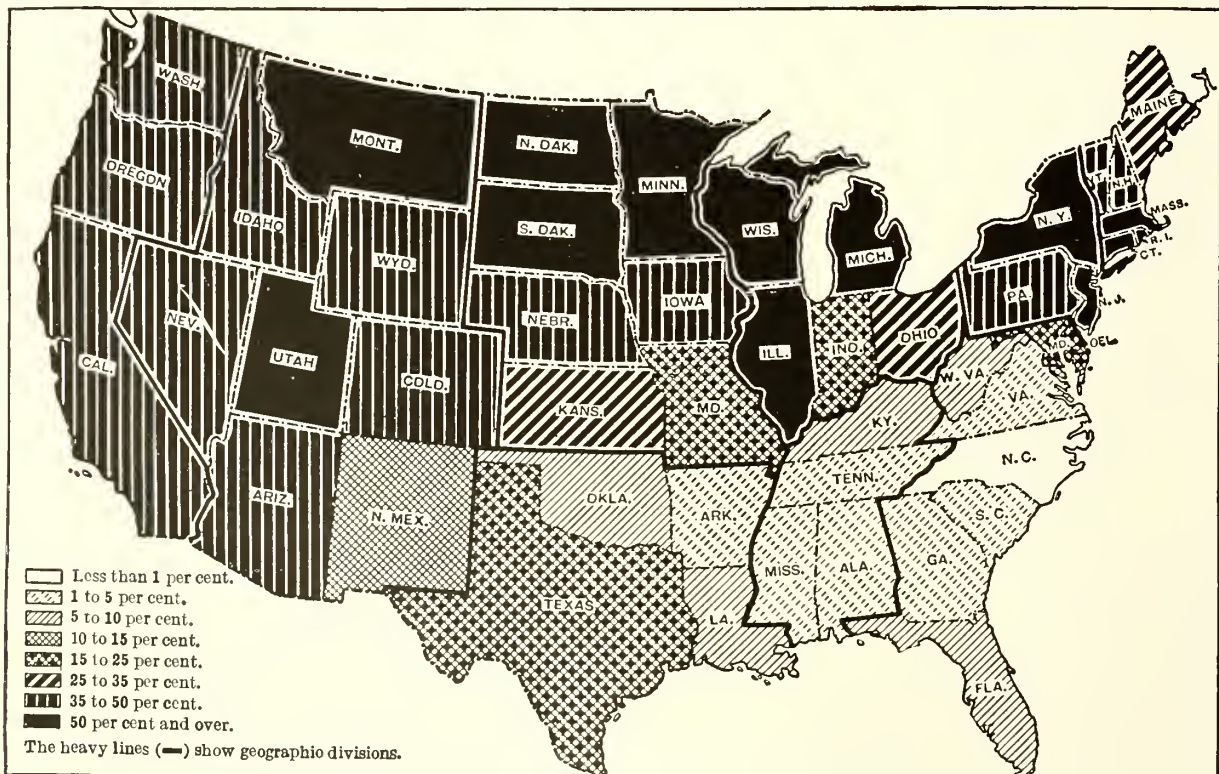 WASH
MONT.
N. DAK.
MINN.
MAINE
OREGON
IDAHO
S. DAK.
WIS.
MICH.
N. Y.
VT.
N.H.
MASS.
R. I.
CT.
WYD.
NEBR.
IOWA
PA.
N. J.
NEV.
UTAH
COLD.
ILL.
IND.
OHIO
MD.
DEL.
CAL.
KANS.
MD.
W. VA.
VA.
KY.
ARIZ.
N. MEX.
DKLA.
ARK.
TENN.
N. C.
S. C.
TEXAS
LA.
MISS.
ALA.
GA.
FLA.
Less than 1 per cent.
1 to 5 per cent.
5 to 10 per cent.
10 to 15 per cent.
15 to 25 per cent.
25 to 35 per cent.
35 to 50 per cent.
50 per cent and over.
The heavy lines (▬) show geographic divisions.